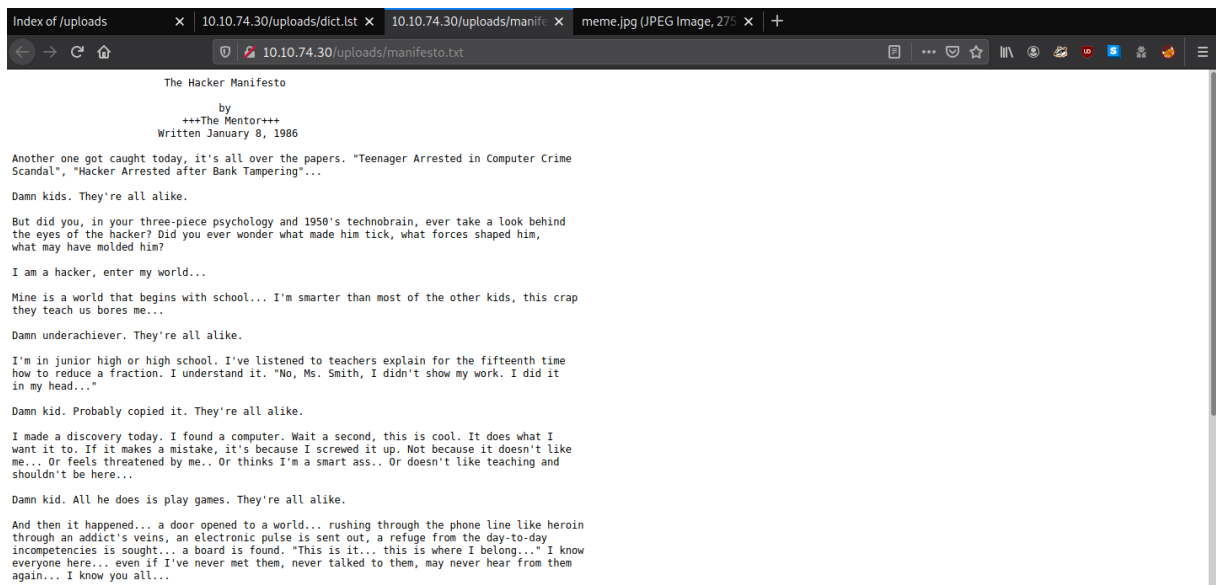 Index of /uploads
10.10.74.30/uploads/dict.lst
10.10.74.30/uploads/manife
meme.jpg (JPEG Image, 275
10.10.74.30/uploads/manifesto.txt
The Hacker Manifesto
by
+++The Mentor+++
Written January 8, 1986
Another one got caught today, it's all over the papers. "Teenager Arrested in Computer Crime
Scandal", "Hacker Arrested after Bank Tampering"...
Damn kids. They're all alike.
But did you, in your three-piece psychology and 1950's technobrain, ever take a look behind
the eyes of the hacker? Did you ever wonder what made him tick, what forces shaped him,
what may have molded him?
I am a hacker, enter my world...
Mine is a world that begins with school... I'm smarter than most of the other kids, this crap
they teach us bores me...
Damn underachiever. They're all alike.
I'm in junior high or high school. I've listened to teachers explain for the fifteenth time
how to reduce a fraction. I understand it. "No, Ms. Smith, I didn't show my work. I did it
in my head..."
Damn kid. Probably copied it. They're all alike.
I made a discovery today. I found a computer. Wait a second, this is cool. It does what I
want it to. If it makes a mistake, it's because I screwed it up. Not because it doesn't like
me... Or feels threatened by me.. Or thinks I'm a smart ass.. Or doesn't like teaching and
shouldn't be here...
Damn kid. All he does is play games. They're all alike.
And then it happened... a door opened to a world... rushing through the phone line like heroin
through an addict's veins, an electronic pulse is sent out, a refuge from the day-to-day
incompetencies is sought... a board is found. "This is it... this is where I belong..." I know
everyone here... even if I've never met them, never talked to them, may never hear from them
again... I know you all...